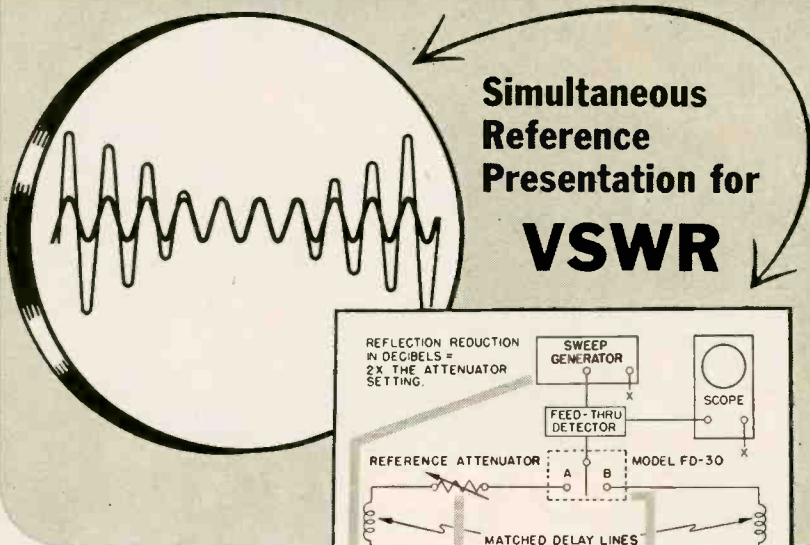 Simultaneous
Reference
Presentation for
VSWR
REFLECTION REDUCTION
IN DECIBELS =
2X THE ATTENUATOR
SETTING.
SWEEP
GENERATOR
X
SCOPE
X
FEED-THRU
DETECTOR
REFERENCE ATTENUATOR
A
B
MODEL FD-30
MATCHED DELAY LINES